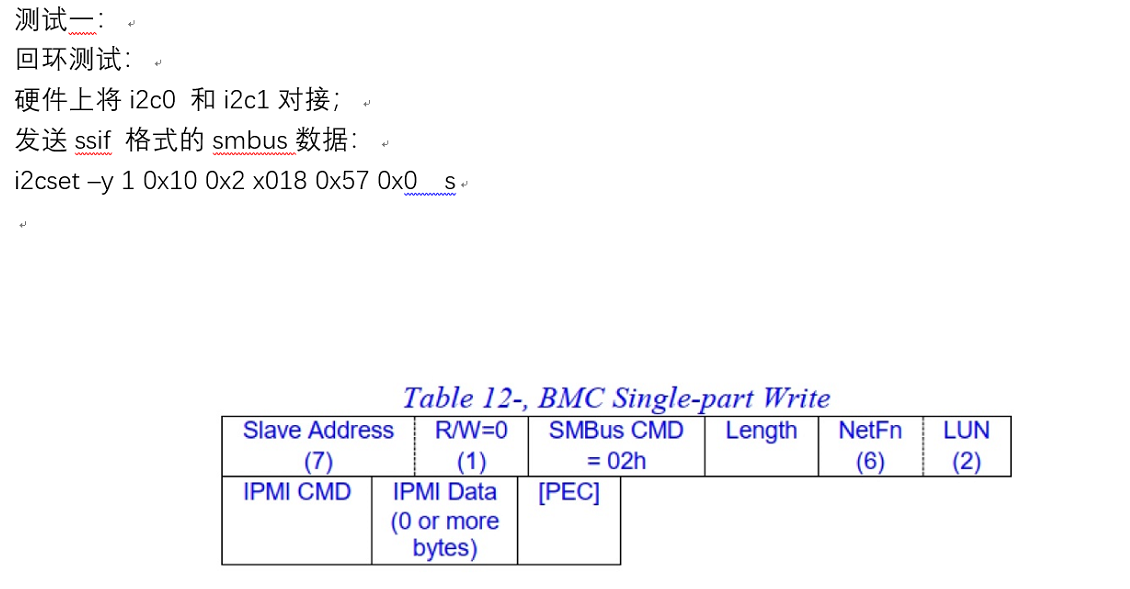 测试一：
回环测试：
硬件上将 i2c0 和 i2c1 对接；
发送 ssif 格式的 smbus 数据：
i2cset –y 1 0x10 0x2 x018 0x57 0x0 s
Table 12-, BMC Single-part Write
Slave Address (7)
R/W=0 (1)
SMBus CMD = 02h
Length
NetFn (6)
LUN (2)
IPMI CMD
IPMI Data (0 or more bytes)
[PEC]